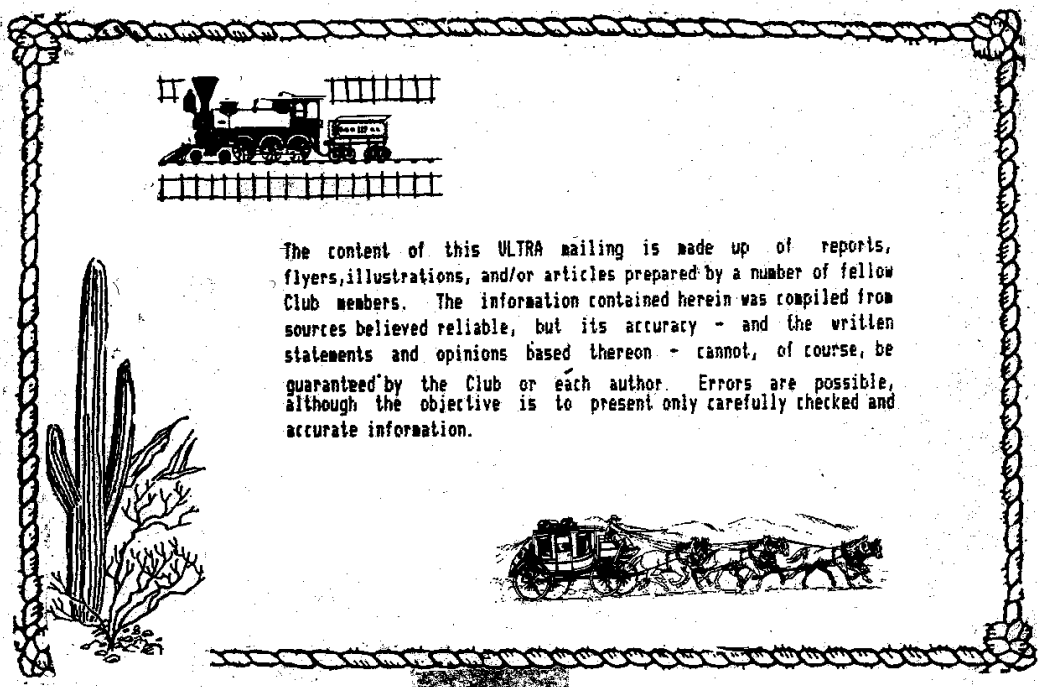 The content of this ULTRA mailing is made up of reports,
flyers,illustrations, and/or articles prepared by a number of fellow
Club members. The information contained herein was compiled from
sources believed reliable, but its accuracy - and the written
statements and opinions based thereon - cannot, of course, be
guaranteed by the Club or each author. Errors are possible,
although the objective is to present only carefully checked and
accurate information.